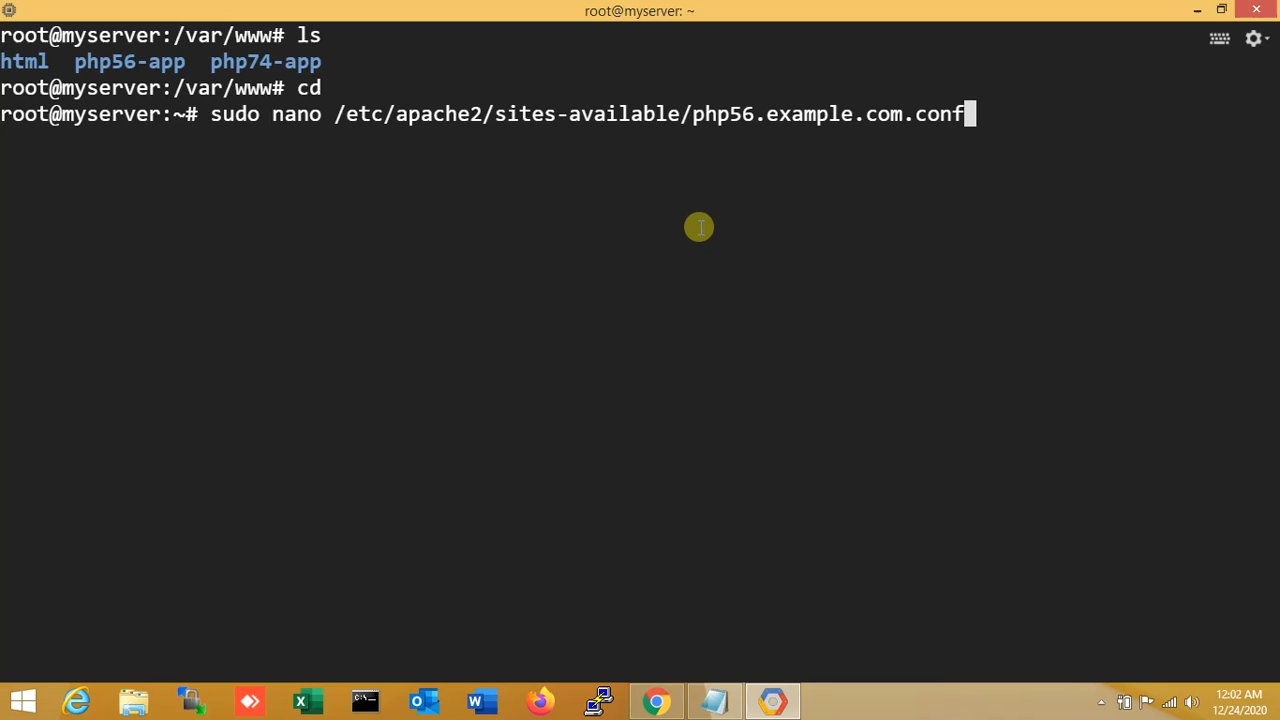 root@myserver: ~
root@myserver:/var/www# ls
html  php56-app  php74-app
root@myserver:/var/www# cd
root@myserver:~# sudo nano /etc/apache2/sites-available/php56.example.com.conf
12:02 AM
12/24/2020